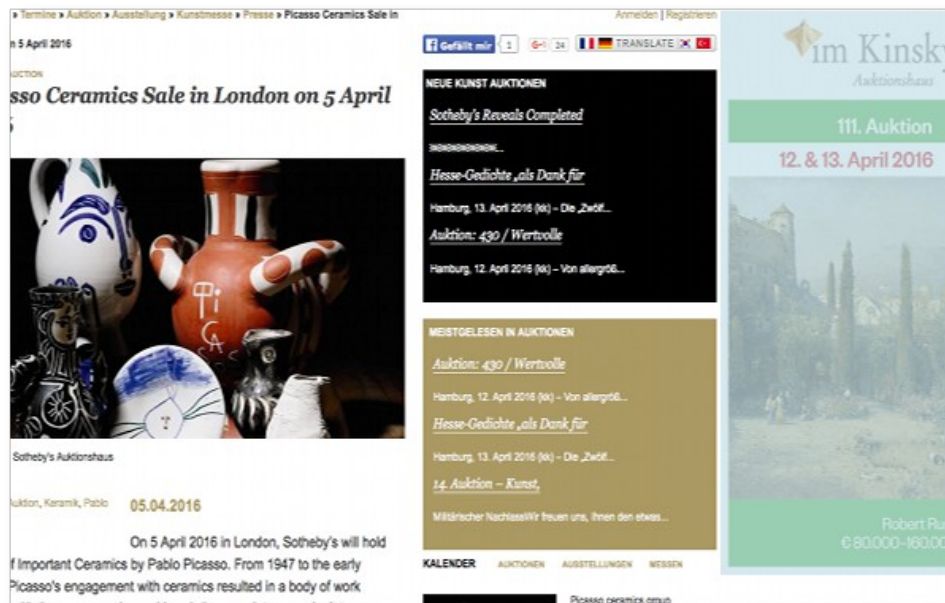 » Termine » Auktion » Ausstellung » Kunstmesse » Presse » Picasso Ceramics Sale in
n 5 April 2016
UCTION
sso Ceramics Sale in London on 5 April
Sotheby's Auktionshaus
uktion, Keramik, Pablo
05.04.2016
On 5 April 2016 in London, Sotheby's will hold
f Important Ceramics by Pablo Picasso. From 1947 to the early
Picasso's engagement with ceramics resulted in a body of work
Anmelden | Registrieren
Gefällt mir 1 G+1 24 TRANSLATE
NEUE KUNST AUKTIONEN
Sotheby's Reveals Completed
Hesse-Gedichte „als Dank für
Hamburg, 13. April 2016 (kk) – Die „Zwölf...
Auktion: 430 / Wertvolle
Hamburg, 12. April 2016 (kk) – Von allergröß...
MEISTGELESEN IN AUKTIONEN
Auktion: 430 / Wertvolle
Hamburg, 12. April 2016 (kk) – Von allergröß...
Hesse-Gedichte „als Dank für
Hamburg, 13. April 2016 (kk) – Die „Zwölf...
14. Auktion – Kunst,
Militärischer NachlassWir freuen uns, Ihnen den etwas...
KALENDER AUKTIONEN AUSSTELLUNGEN MESSEN
Picasso ceramics group
im Kinsky
Auktionshaus
111. Auktion
12. & 13. April 2016
Robert Ru
€ 80.000–160.00